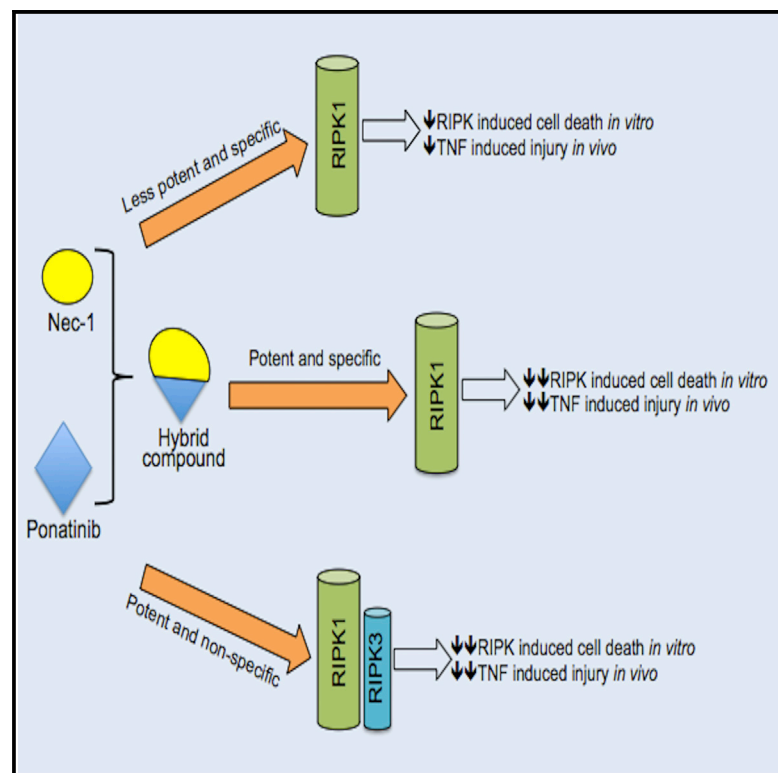 Less potent and specific
RIPK1
🡇RIPK induced cell death in vitro
🡇TNF induced injury in vivo
Nec-1
Ponatinib
Hybrid
compound
Potent and specific
RIPK1
🡇🡇RIPK induced cell death in vitro
🡇🡇TNF induced injury in vivo
Potent and non-specific
RIPK1
RIPK3
🡇🡇RIPK induced cell death in vitro
🡇🡇TNF induced injury in vivo